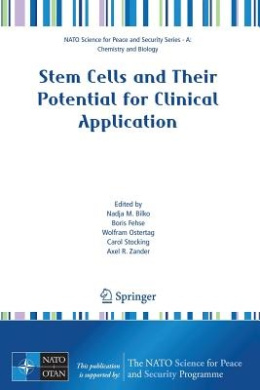 NATO Science for Peace and Security Series - A:
Chemistry and Biology
Stem Cells and Their
Potential for Clinical
Application
Edited by
Nadja M. Bilko
Boris Fehse
Wolfram Ostertag
Carol Stocking
Axel R. Zander
Springer
NATO
OTAN
This publication
is supported by:
The NATO Science for Peace
and Security Programme